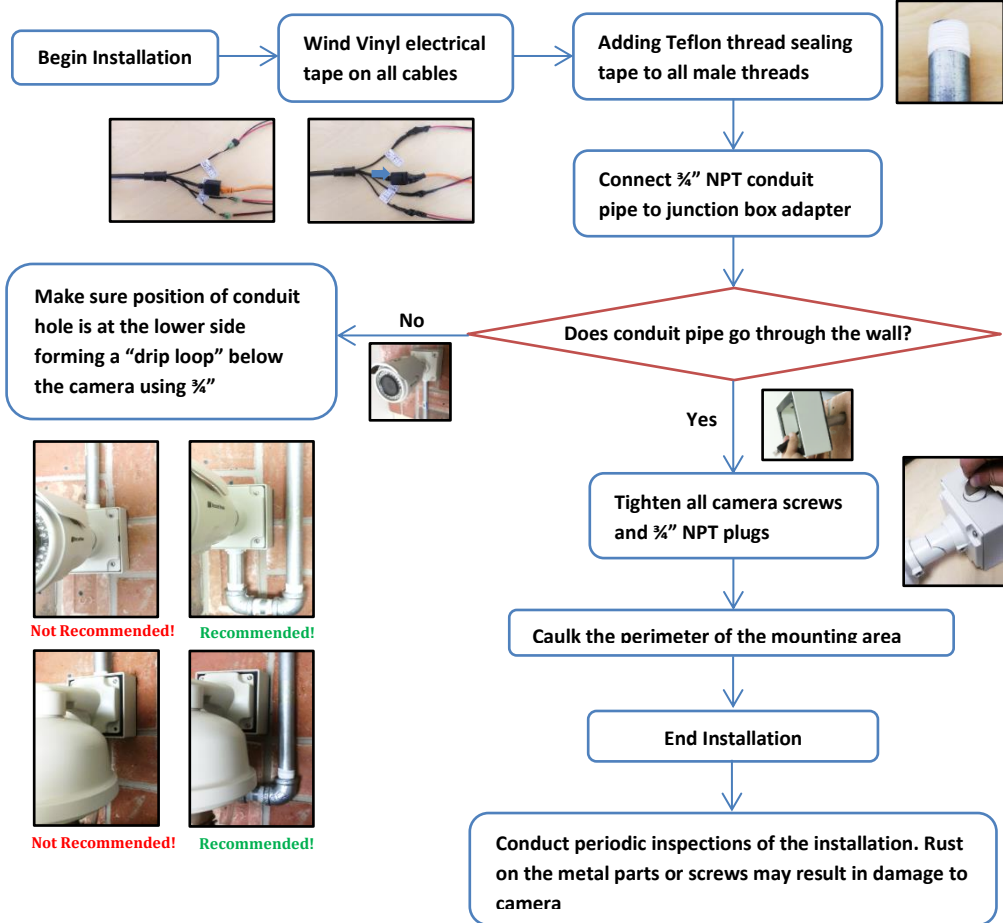 Begin Installation
Wind Vinyl electrical
tape on all cables
Adding Teflon thread sealing
tape to all male threads
Connect ¾” NPT conduit
pipe to junction box adapter
Does conduit pipe go through the wall?
No
Make sure position of conduit
hole is at the lower side
forming a “drip loop” below
the camera using ¾”
Yes
Tighten all camera screws
and ¾” NPT plugs
Not Recommended!
Recommended!
Caulk the perimeter of the mounting area
End Installation
Not Recommended!
Recommended!
Conduct periodic inspections of the installation. Rust
on the metal parts or screws may result in damage to
camera